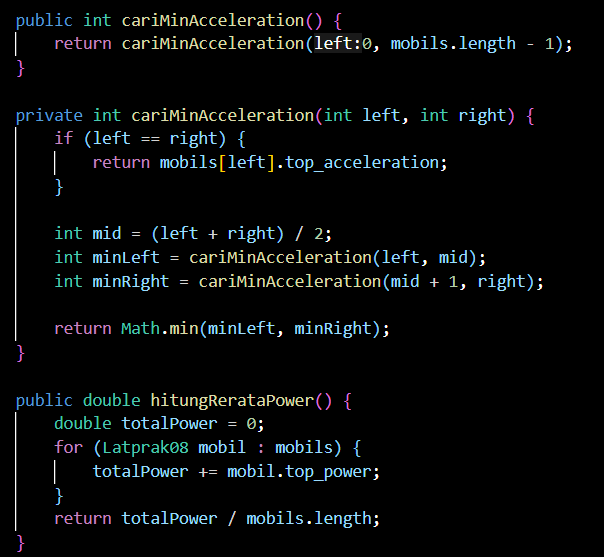 public int cariMinAcceleration() {
    return cariMinAcceleration(left:0, mobils.length - 1);
}
private int cariMinAcceleration(int left, int right) {
    if (left == right) {
        return mobils[left].top_acceleration;
    }
    int mid = (left + right) / 2;
    int minLeft = cariMinAcceleration(left, mid);
    int minRight = cariMinAcceleration(mid + 1, right);
    return Math.min(minLeft, minRight);
}
public double hitungRerataPower() {
    double totalPower = 0;
    for (Latprak08 mobil : mobils) {
        totalPower += mobil.top_power;
    }
    return totalPower / mobils.length;
}